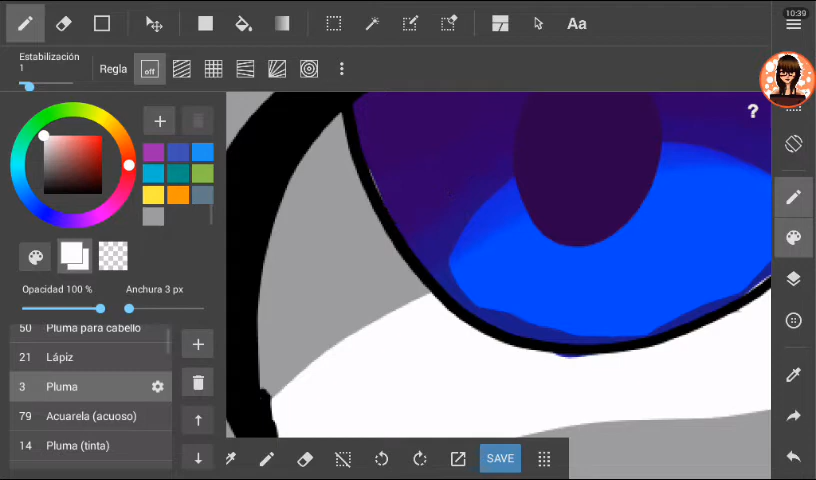 10:39
Aa
Estabilización
1
Regla
off
?
Opacidad 100 %
Anchura 3 px
50 Pluma para cabello
21 Lápiz
3 Pluma
79 Acuarela (acuoso)
14 Pluma (tinta)
SAVE